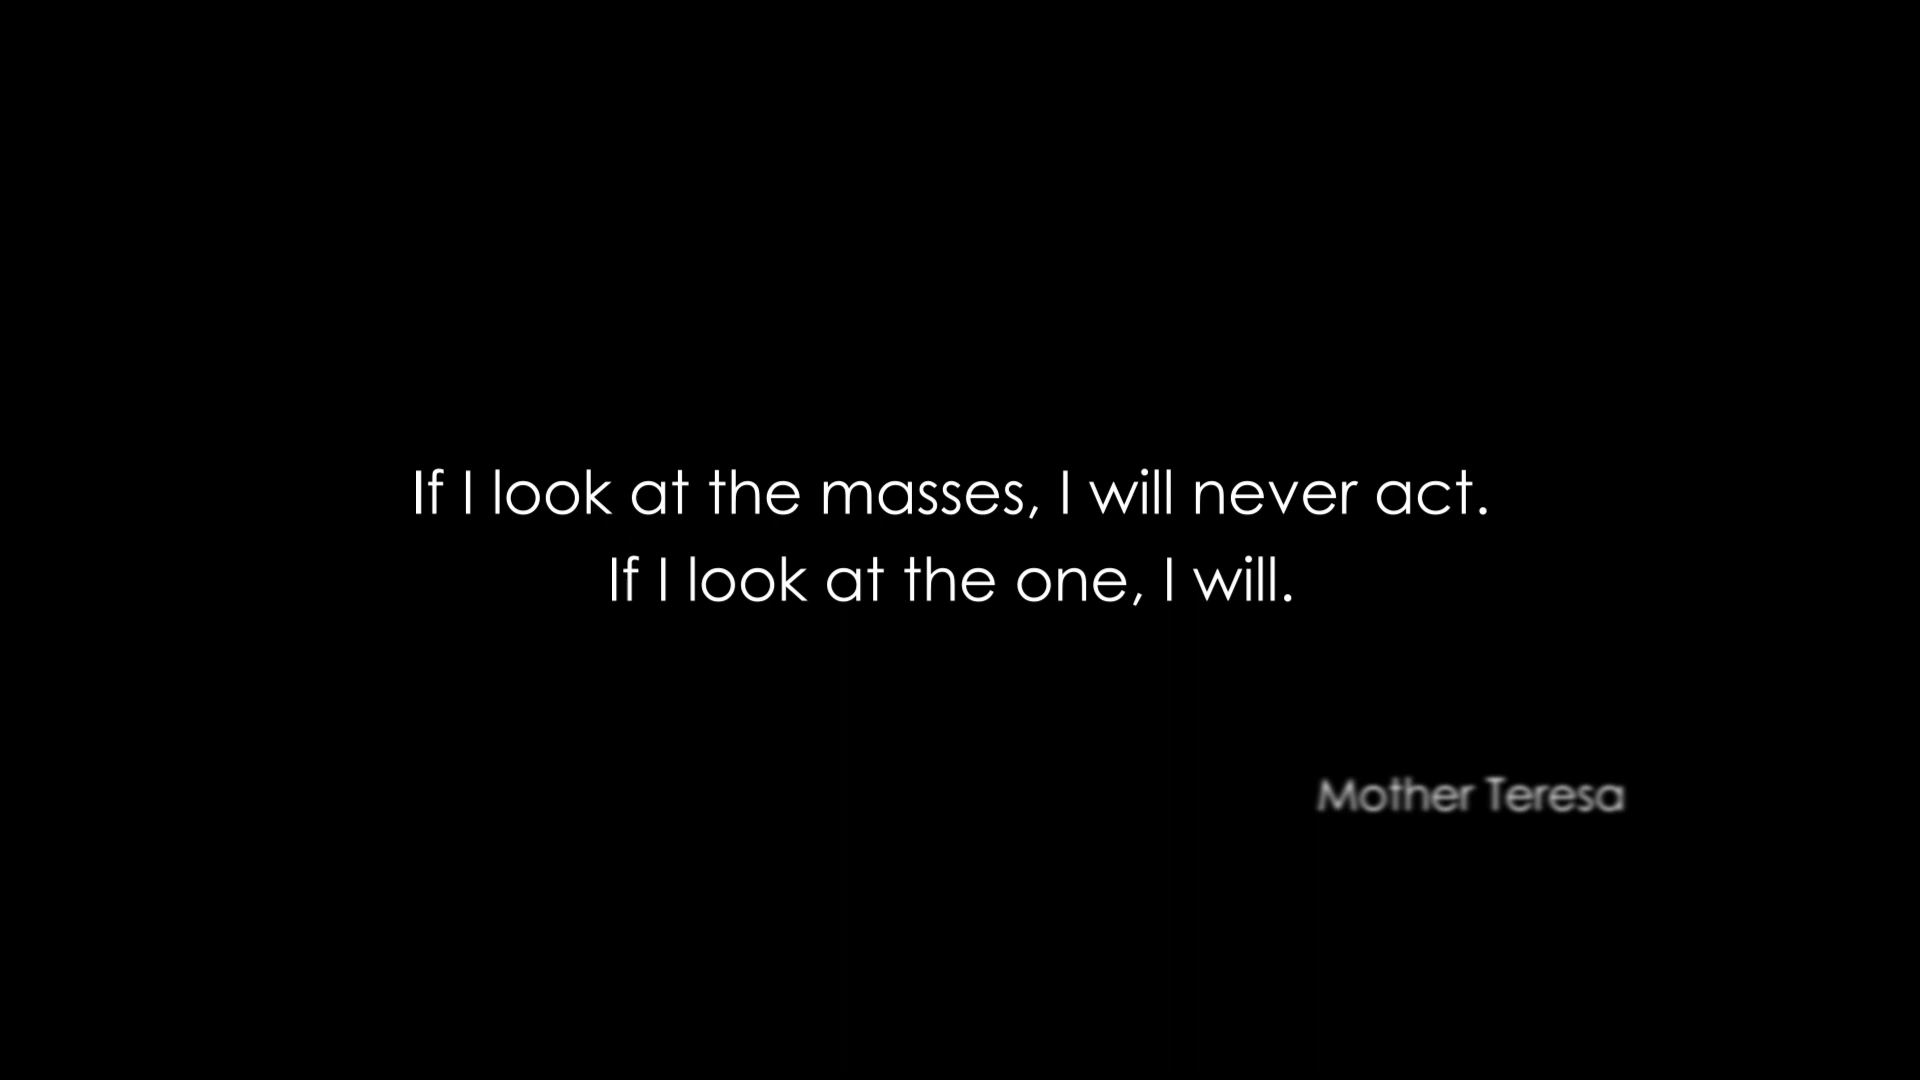 If I look at the masses, I will never act.
If I look at the one, I will.
Mother Teresa